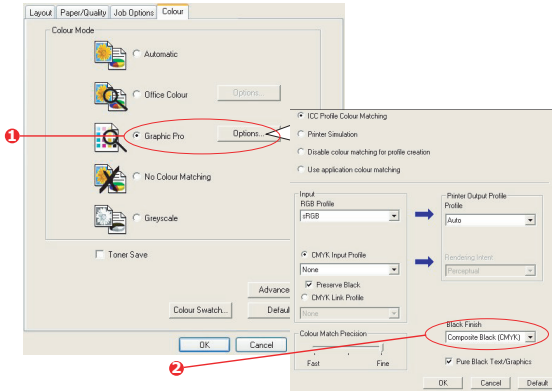 Layout
Paper/Quality
Job Options
Colour
Colour Mode
Automatic
Office Colour
Options...
1
Graphic Pro
Options...
No Colour Matching
Greyscale
Toner Save
Colour Swatch...
OK
Cancel
ICC Profile Colour Matching
Printer Simulation
Disable colour matching for profile creation
Use application colour matching
Input
RGB Profile
sRGB
CMYK Input Profile
None
Preserve Black
CMYK Link Profile
None
Printer Output Profile
Profile
Auto
Rendering Intent
Perceptual
Colour Match Precision
Fast
Fine
Black Finish
Composite Black (CMYK)
2
Pure Black Text/Graphics
OK
Cancel
Default